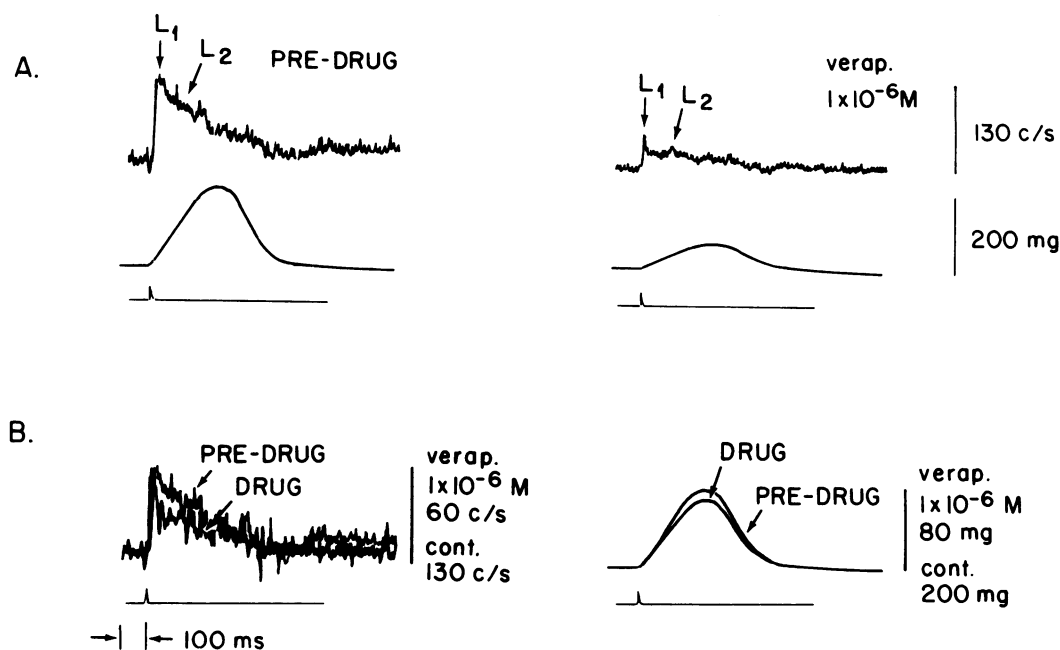 A.
L₁
L₂
PRE-DRUG
L₁
L₂
verap.
1x10⁻⁶M
130 c/s
200 mg
B.
PRE-DRUG
DRUG
verap.
1x10⁻⁶ M
60 c/s
cont.
130 c/s
DRUG
PRE-DRUG
verap.
1x10⁻⁶ M
80 mg
cont.
200 mg
100 ms